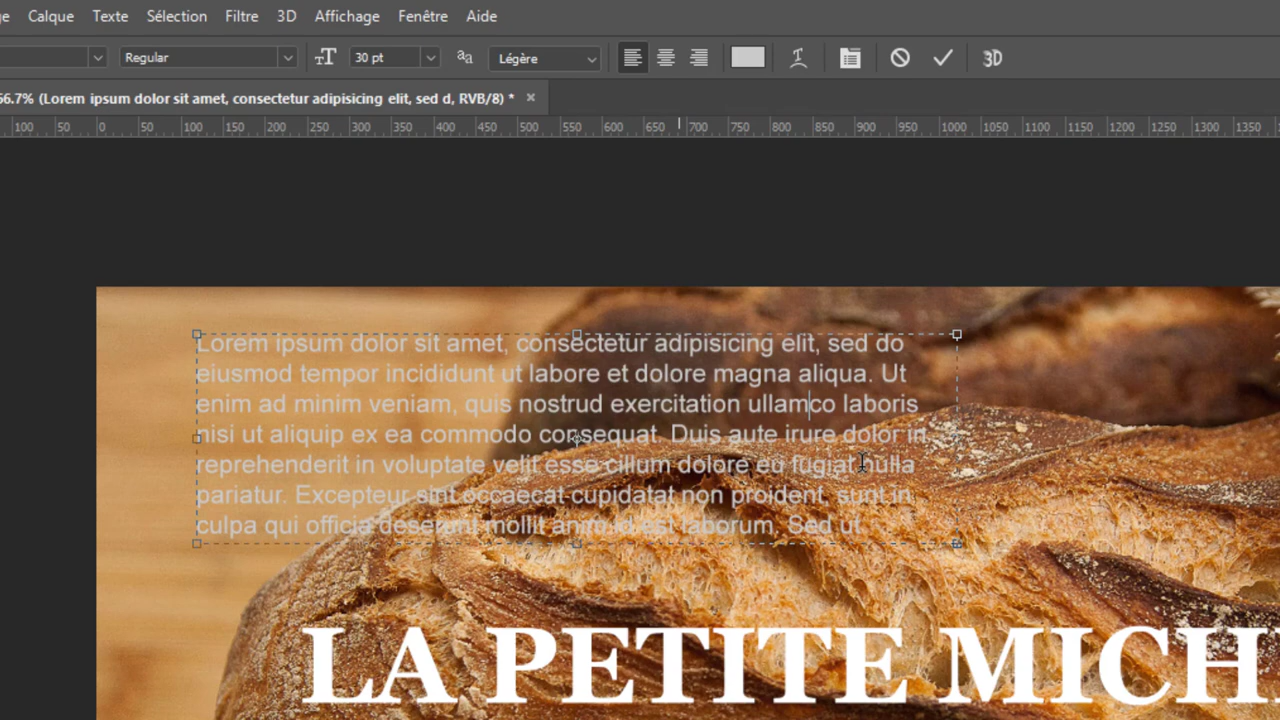 Calque Texte Sélection Filtre 3D Affichage Fenêtre Aide
Regular 30 pt Légère 3D
66.7% (Lorem ipsum dolor sit amet, consectetur adipisicing elit, sed d, RVB/8) * ×
100 50 0 50 100 150 200 250 300 350 400 450 500 550 600 650 700 750 800 850 900 950 1000 1050 1100 1150 1200 1250 1300 1350
Lorem ipsum dolor sit amet, consectetur adipisicing elit, sed do
eiusmod tempor incididunt ut labore et dolore magna aliqua. Ut
enim ad minim veniam, quis nostrud exercitation ullamco laboris
nisi ut aliquip ex ea commodo consequat. Duis aute irure dolor in
reprehenderit in voluptate velit esse cillum dolore eu fugiat nulla
pariatur. Excepteur sint occaecat cupidatat non proident, sunt in
culpa qui officia deserunt mollit anim id est laborum. Sed ut
LA PETITE MICH